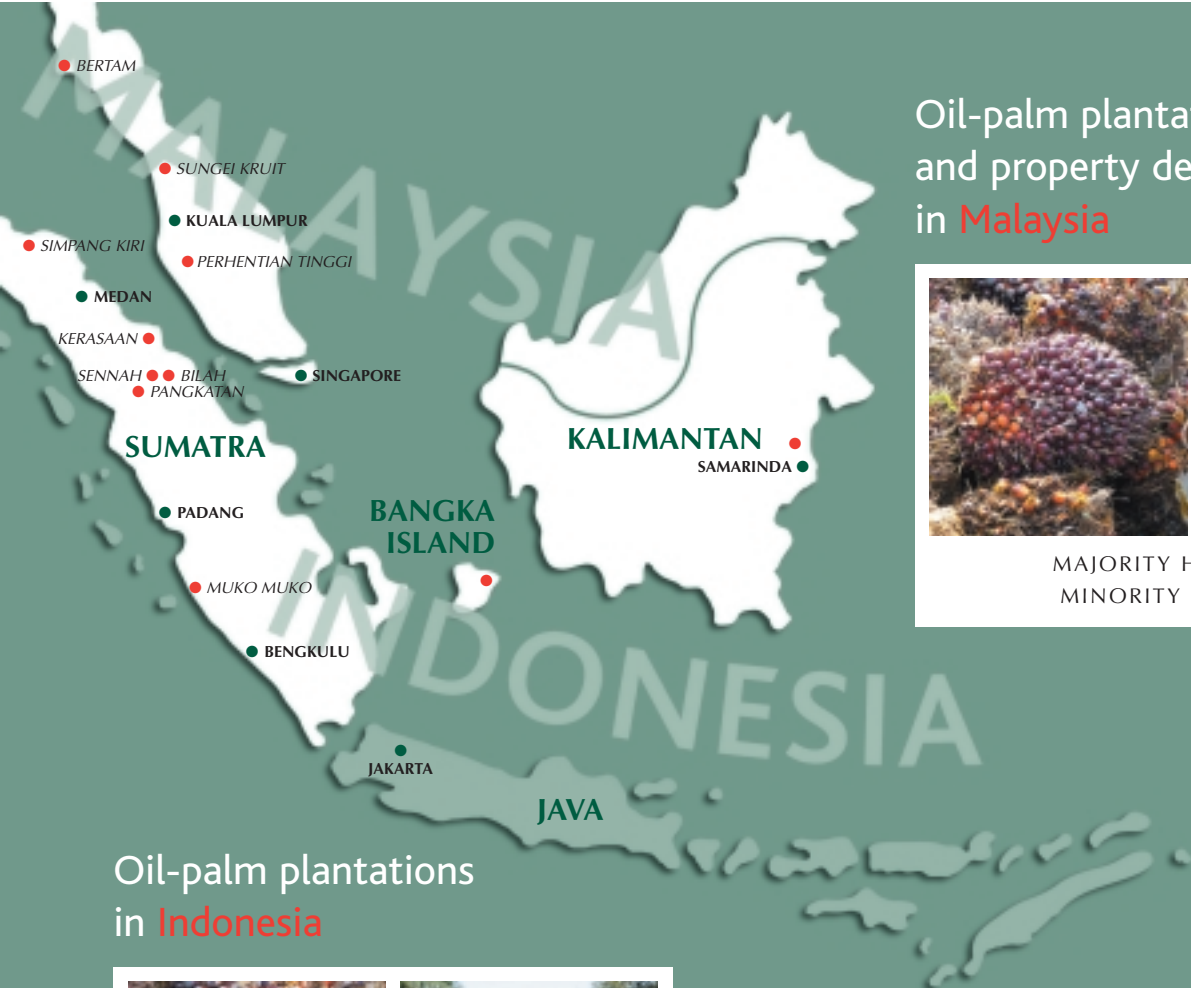 MALAYSIA
BERTAM
SUNGEI KRUIT
KUALA LUMPUR
PERHENTIAN TINGGI
SIMPANG KIRI
MEDAN
KERASAAN
SENNAH
BILAH
PANGKATAN
SINGAPORE
SUMATRA
KALIMANTAN
SAMARINDA
PADANG
BANGKA
ISLAND
MUKO MUKO
BENGKULU
INDONESIA
JAKARTA
JAVA
Oil-palm planta
and property de
in Malaysia
MAJORITY H
MINORITY
Oil-palm plantations
in Indonesia